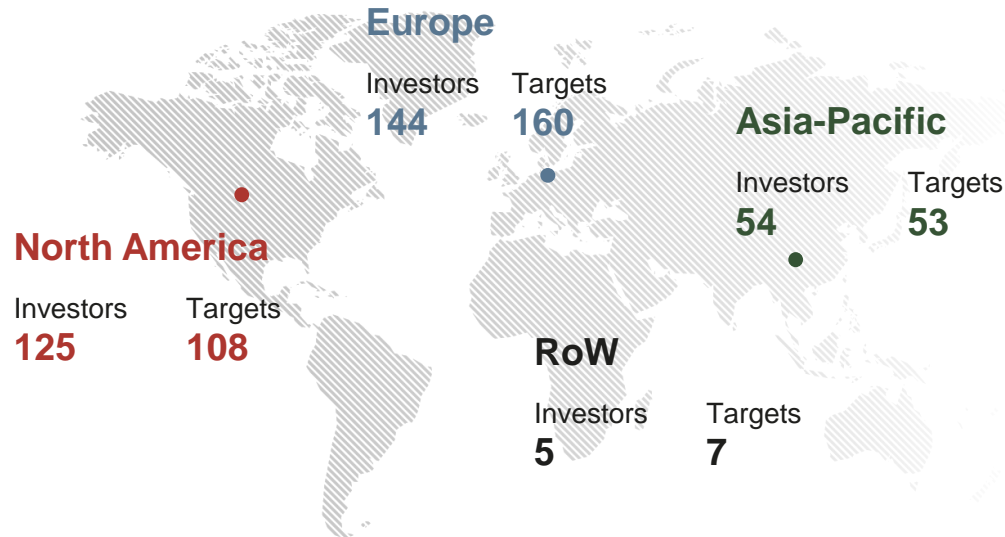 Europe
Investors Targets
144 160
Asia-Pacific
Investors Targets
54 53
North America
Investors Targets
125 108
RoW
Investors Targets
5 7